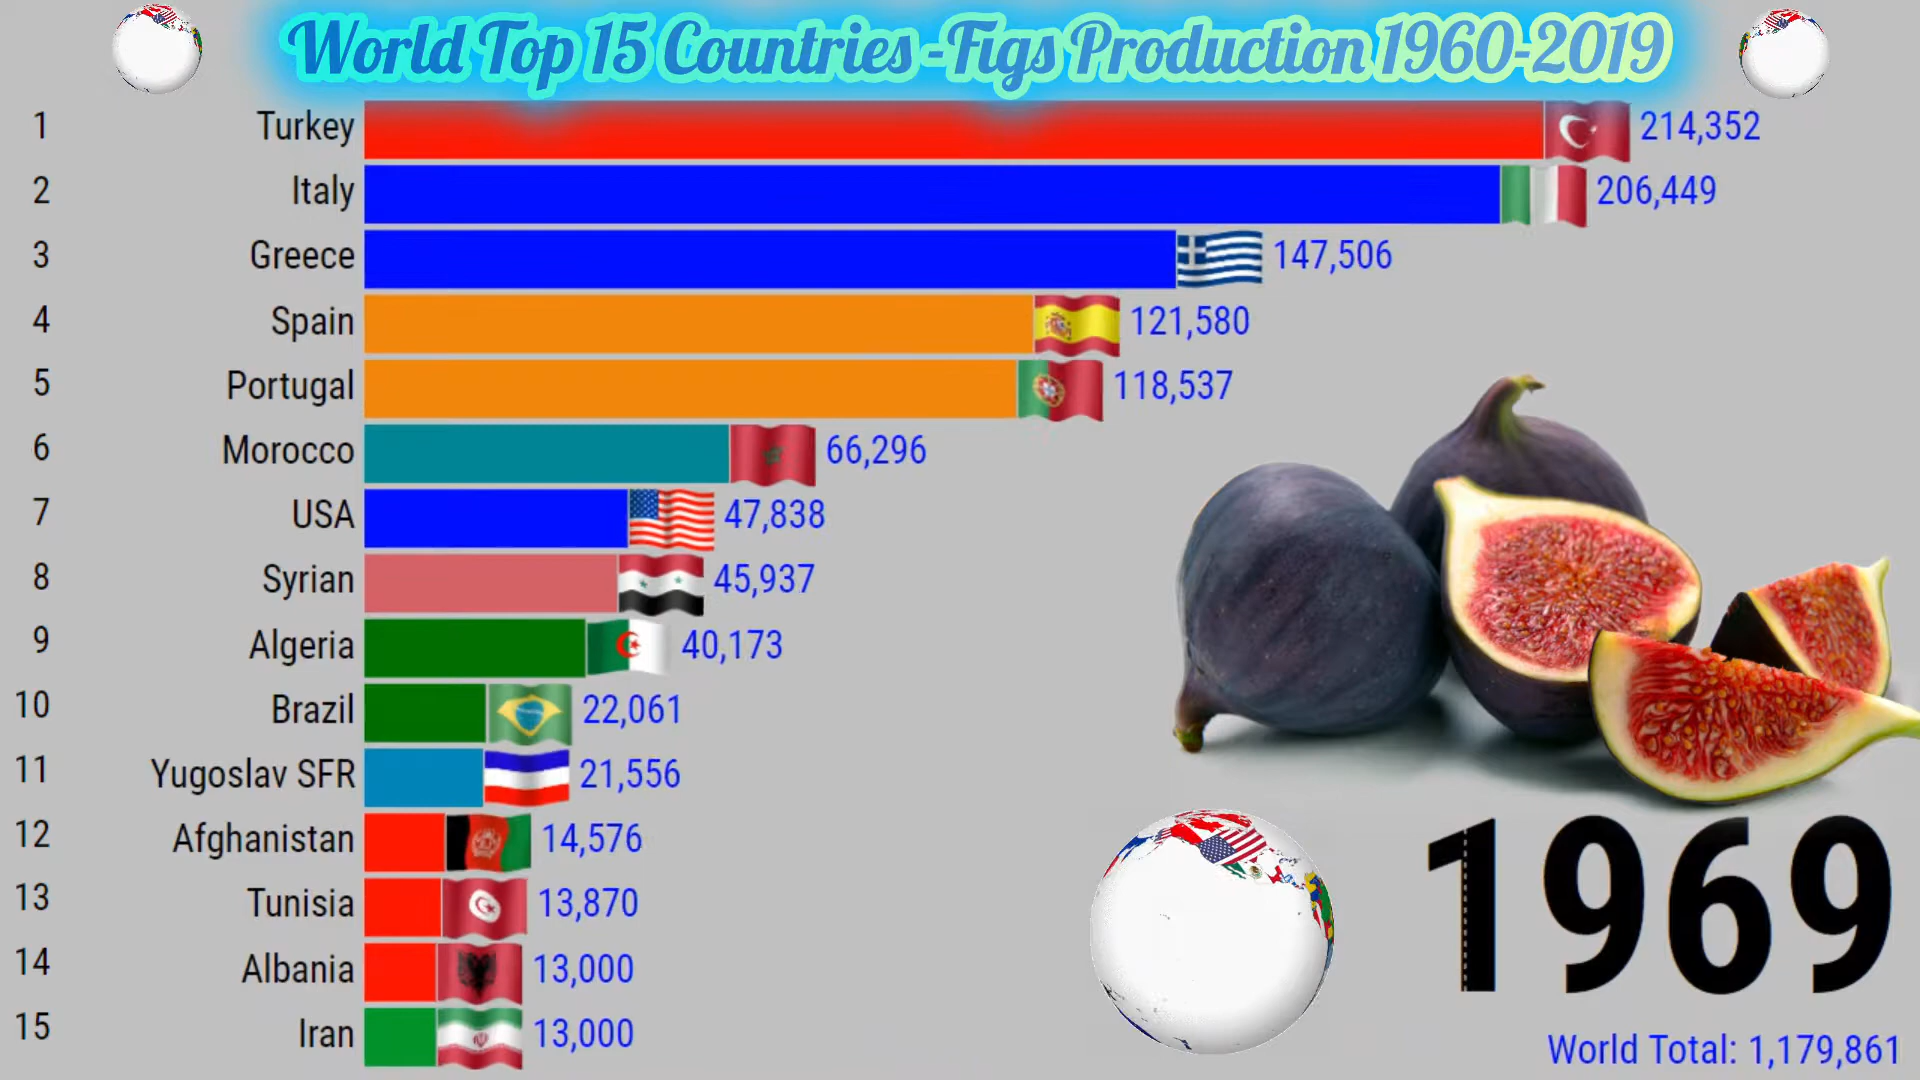 World Top 15 Countries -Figs Production 1960-2019
1 Turkey 214,352
2 Italy 206,449
3 Greece 147,506
4 Spain 121,580
5 Portugal 118,537
6 Morocco 66,296
7 USA 47,838
8 Syrian 45,937
9 Algeria 40,173
10 Brazil 22,061
11 Yugoslav SFR 21,556
12 Afghanistan 14,576
13 Tunisia 13,870
14 Albania 13,000
15 Iran 13,000
1969
World Total: 1,179,861